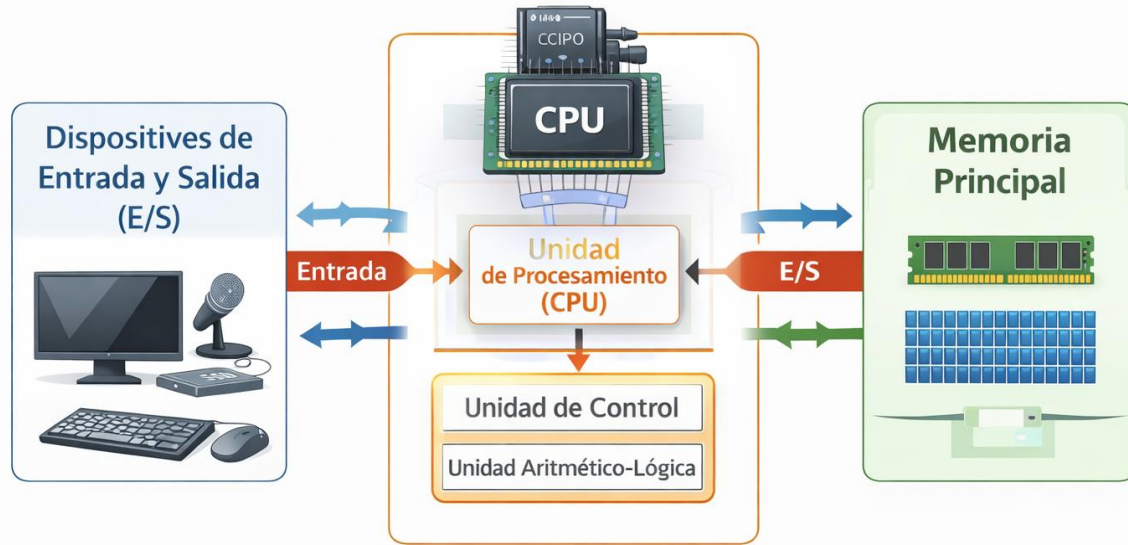 CCIPO
CPU
Dispositives de
Entrada y Salida
(E/S)
Entrada
Unidad
de Procesamiento
(CPU)
E/S
Memoria
Principal
Unidad de Control
Unidad Aritmético-Lógica